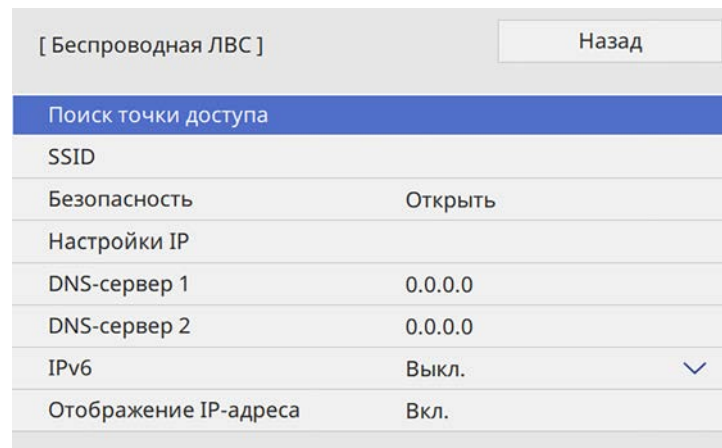 [ Беспроводная ЛВС ] Назад
Поиск точки доступа
SSID
Безопасность Открыть
Настройки IP
DNS-сервер 1 0.0.0.0
DNS-сервер 2 0.0.0.0
IPv6 Выкл.
Отображение IP-адреса Вкл.